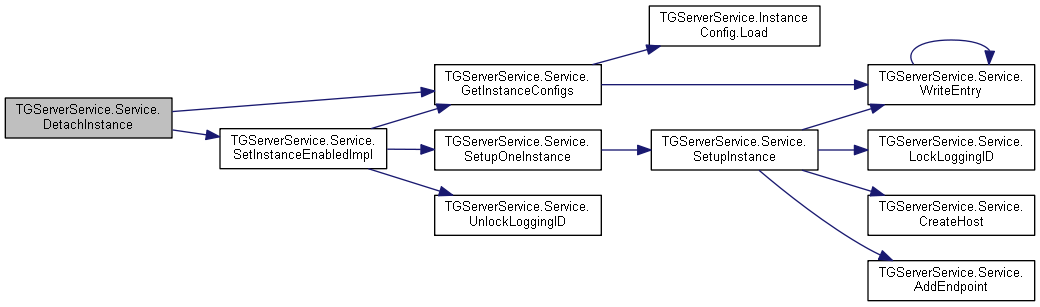 TGServerService.Service.
DetachInstance
TGServerService.Service.
SetInstanceEnabledImpl
TGServerService.Service.
GetInstanceConfigs
TGServerService.Service.
SetupOneInstance
TGServerService.Service.
UnlockLoggingID
TGServerService.Instance
Config.Load
TGServerService.Service.
SetupInstance
TGServerService.Service.
WriteEntry
TGServerService.Service.
LockLoggingID
TGServerService.Service.
CreateHost
TGServerService.Service.
AddEndpoint